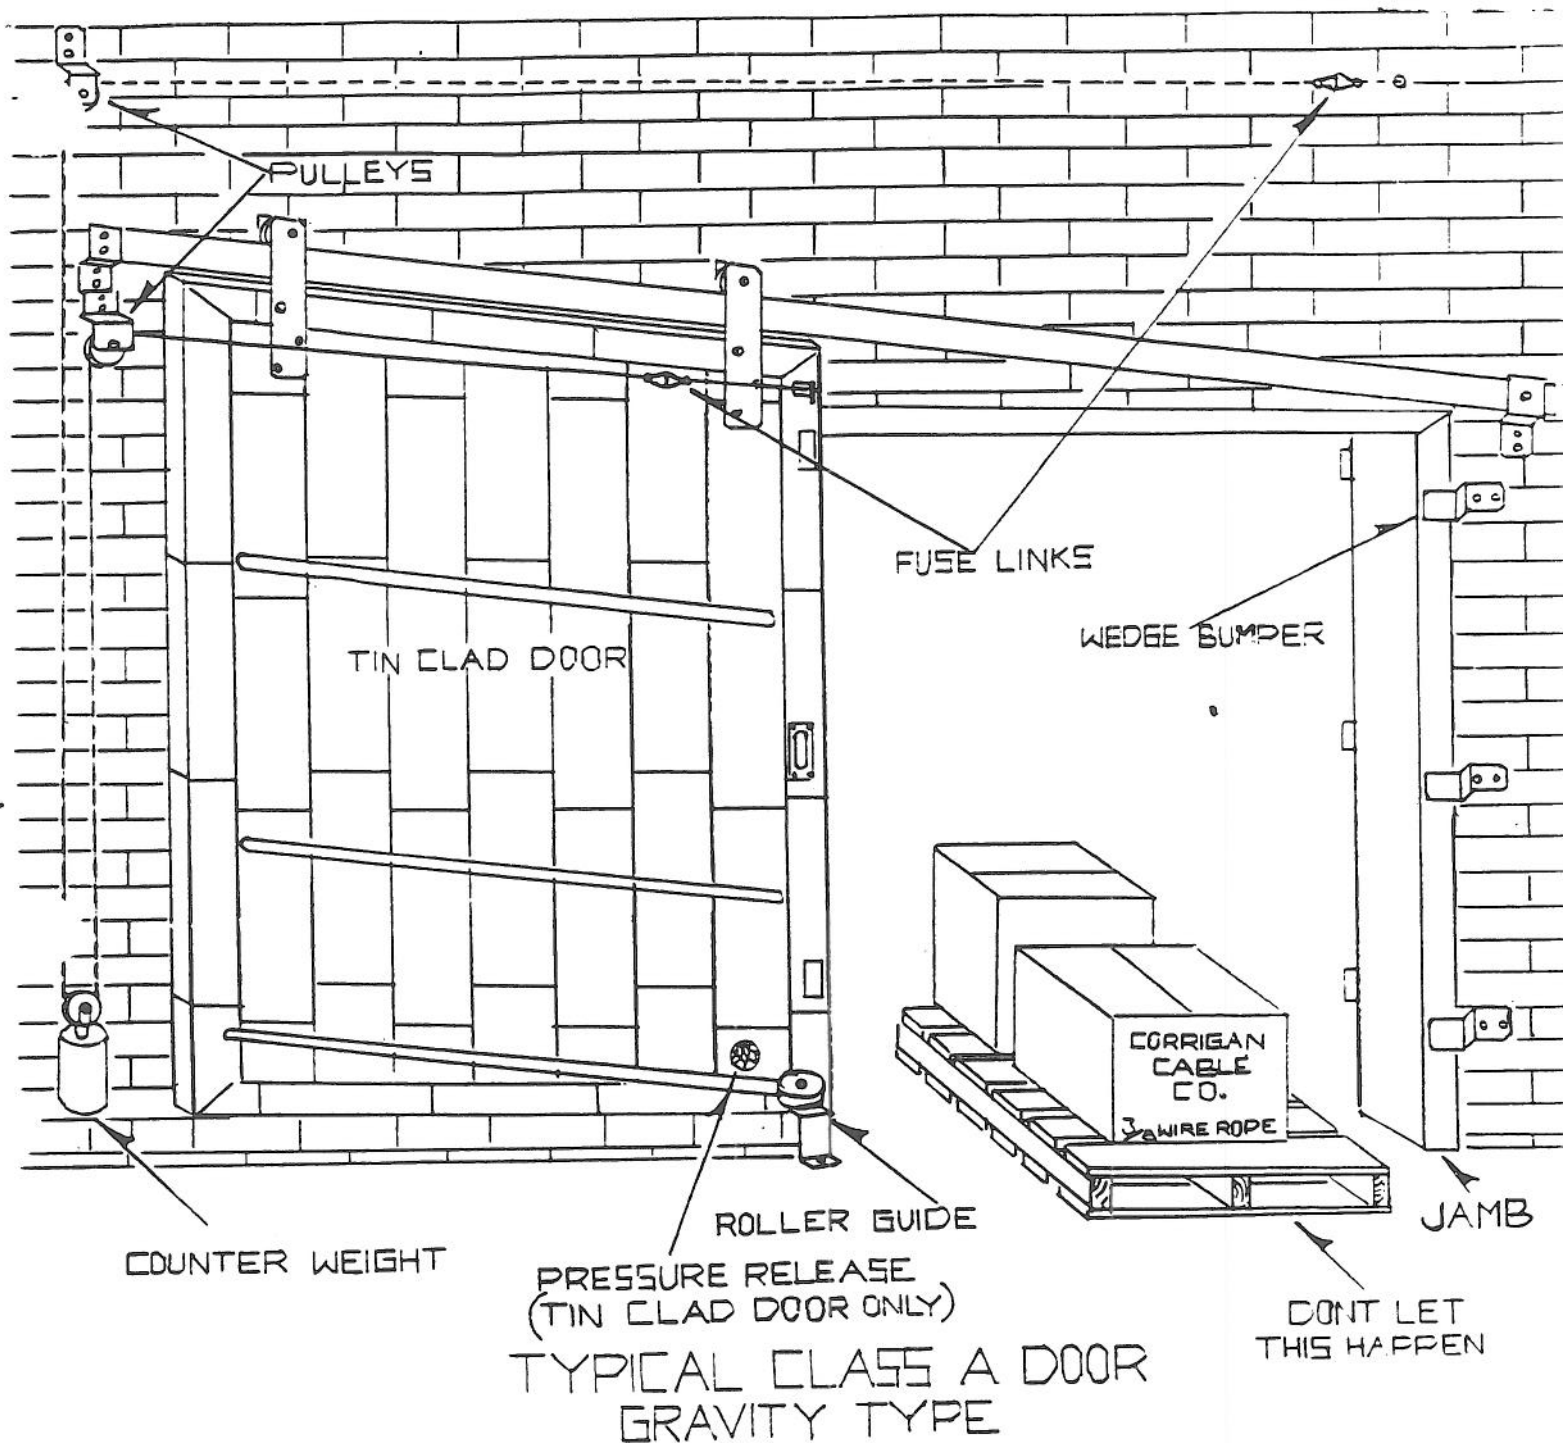 PULLEYS
FUSE LINKS
WEDGE BUMPER
TIN CLAD DOOR
CORRIGAN
CABLE
CO.
3/8 WIRE ROPE
JAMB
ROLLER GUIDE
COUNTER WEIGHT
PRESSURE RELEASE
(TIN CLAD DOOR ONLY)
DONT LET
THIS HAPPEN
TYPICAL CLASS A DOOR
GRAVITY TYPE